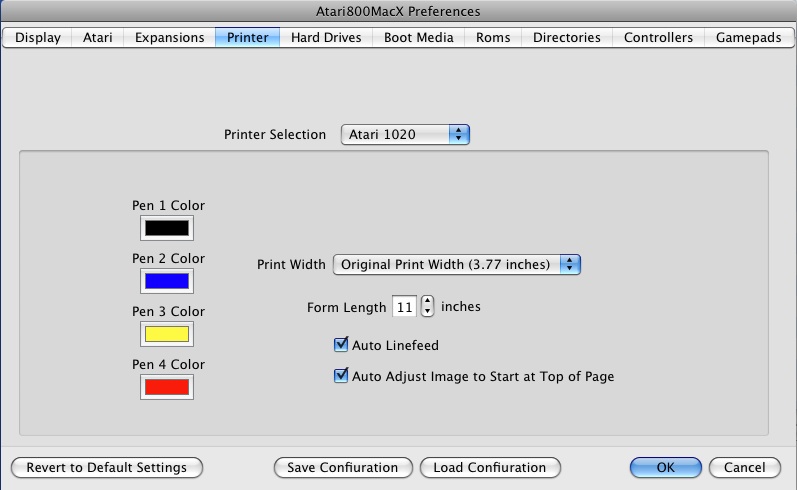 Atari800MacX Preferences
Display Atari Expansions Printer Hard Drives Boot Media Roms Directories Controllers Gamepads
Printer Selection Atari 1020
Pen 1 Color
Pen 2 Color
Print Width Original Print Width (3.77 inches)
Form Length 11 inches
Pen 3 Color
Auto Linefeed
Pen 4 Color
Auto Adjust Image to Start at Top of Page
Revert to Default Settings Save Confiuration Load Confiuration OK Cancel